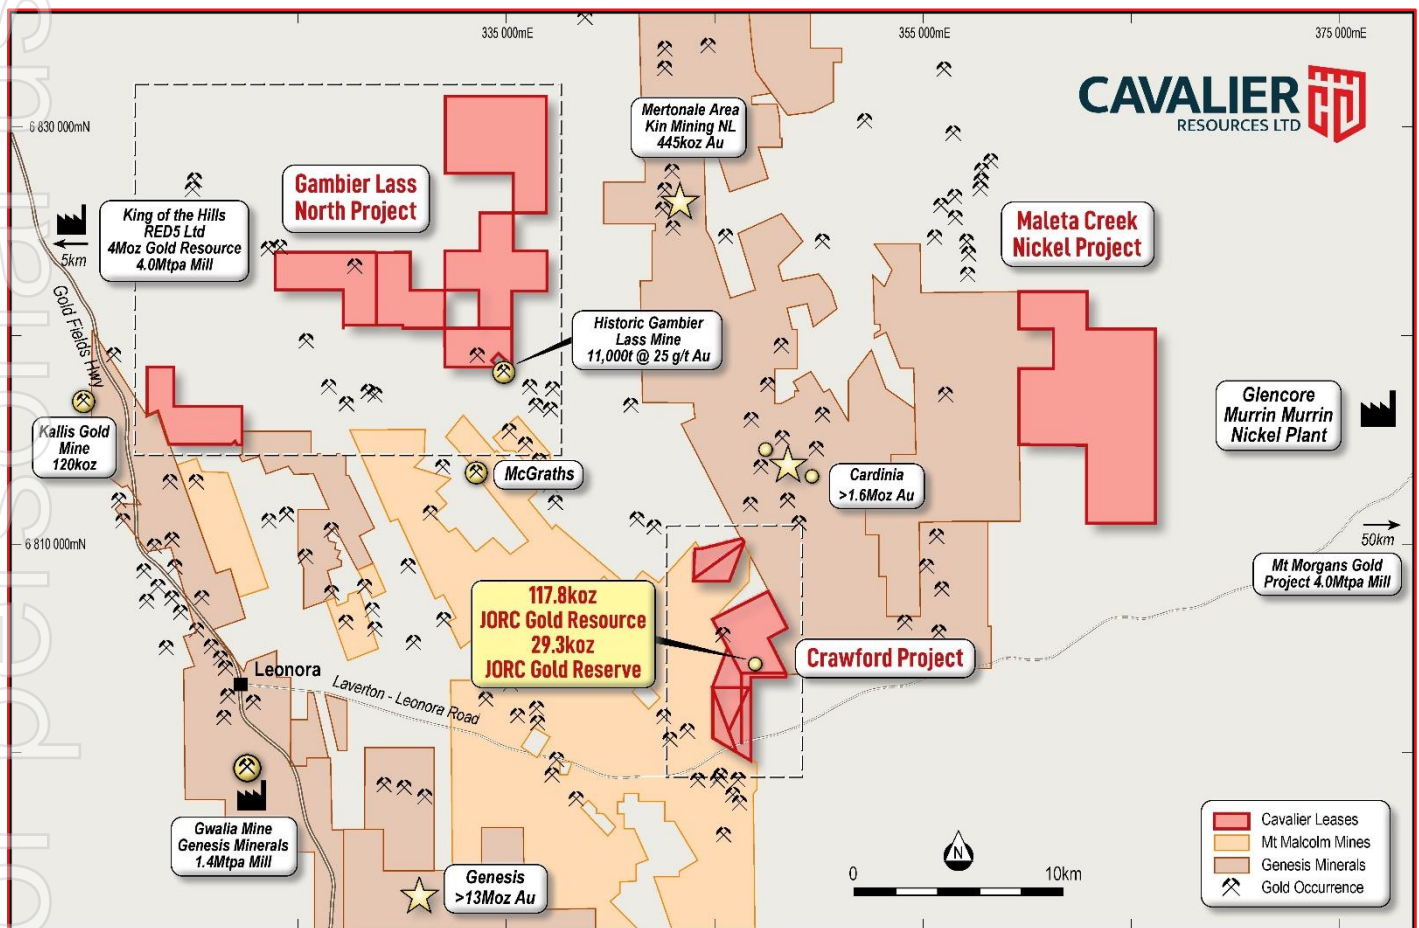 335 000mE
355 000mE
375 000mE
CAVALIER
RESOURCES LTD
6 830 000mN
Mertonale Area
Kin Mining NL
445koz Au
Gambier Lass
North Project
King of the Hills
RED5 Ltd
4Moz Gold Resource
4.0Mtpa Mill
5km
Maleta Creek
Nickel Project
Gold Fields Hwy
Historic Gambier
Lass Mine
11,000t @ 25 g/t Au
Glencore
Murrin Murrin
Nickel Plant
Kallis Gold
Mine
120koz
McGraths
Cardinia
>1.6Moz Au
6 810 000mN
50km
Mt Morgans Gold
Project 4.0Mtpa Mill
117.8koz
JORC Gold Resource
29.3koz
JORC Gold Reserve
Crawford Project
Leonora
Laverton - Leonora Road
Gwalia Mine
Genesis Minerals
1.4Mtpa Mill
Genesis
>13Moz Au
N
0
10km
Cavalier Leases
Mt Malcolm Mines
Genesis Minerals
Gold Occurrence
personal us